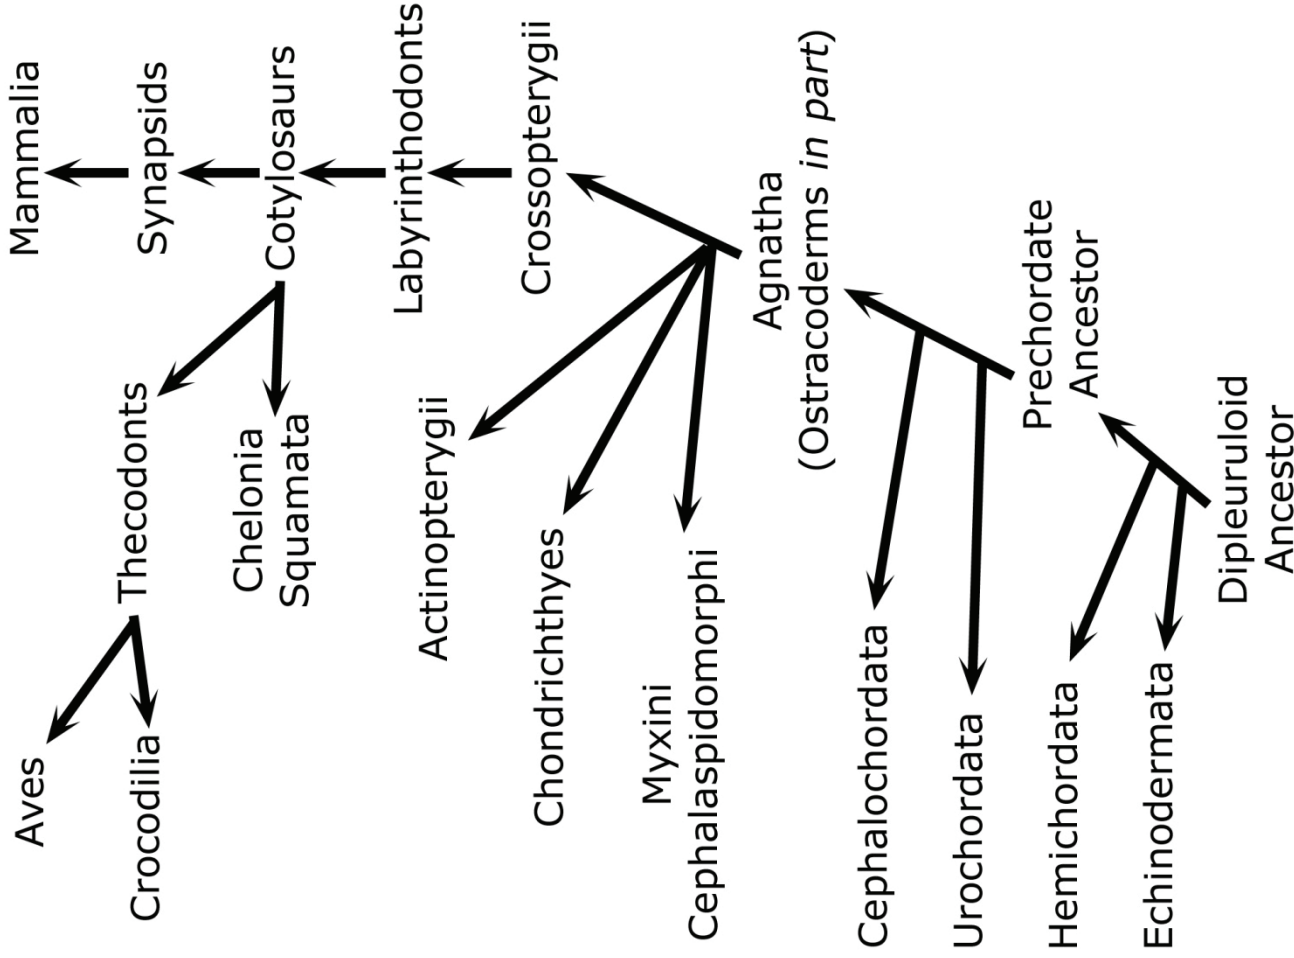 Mammalia
Synapsids
Cotylosaurs
Labyrinthodonts
Crossopterygii
Thecodonts
Chelonia
Squamata
Aves
Crocodilia
Actinopterygii
Chondrichthyes
Myxini
Cephalaspidomorphi
Agnatha
(Ostracoderms in part)
Cephalochordata
Urochordata
Prechordate
Ancestor
Hemichordata
Echinodermata
Dipleuruloid
Ancestor